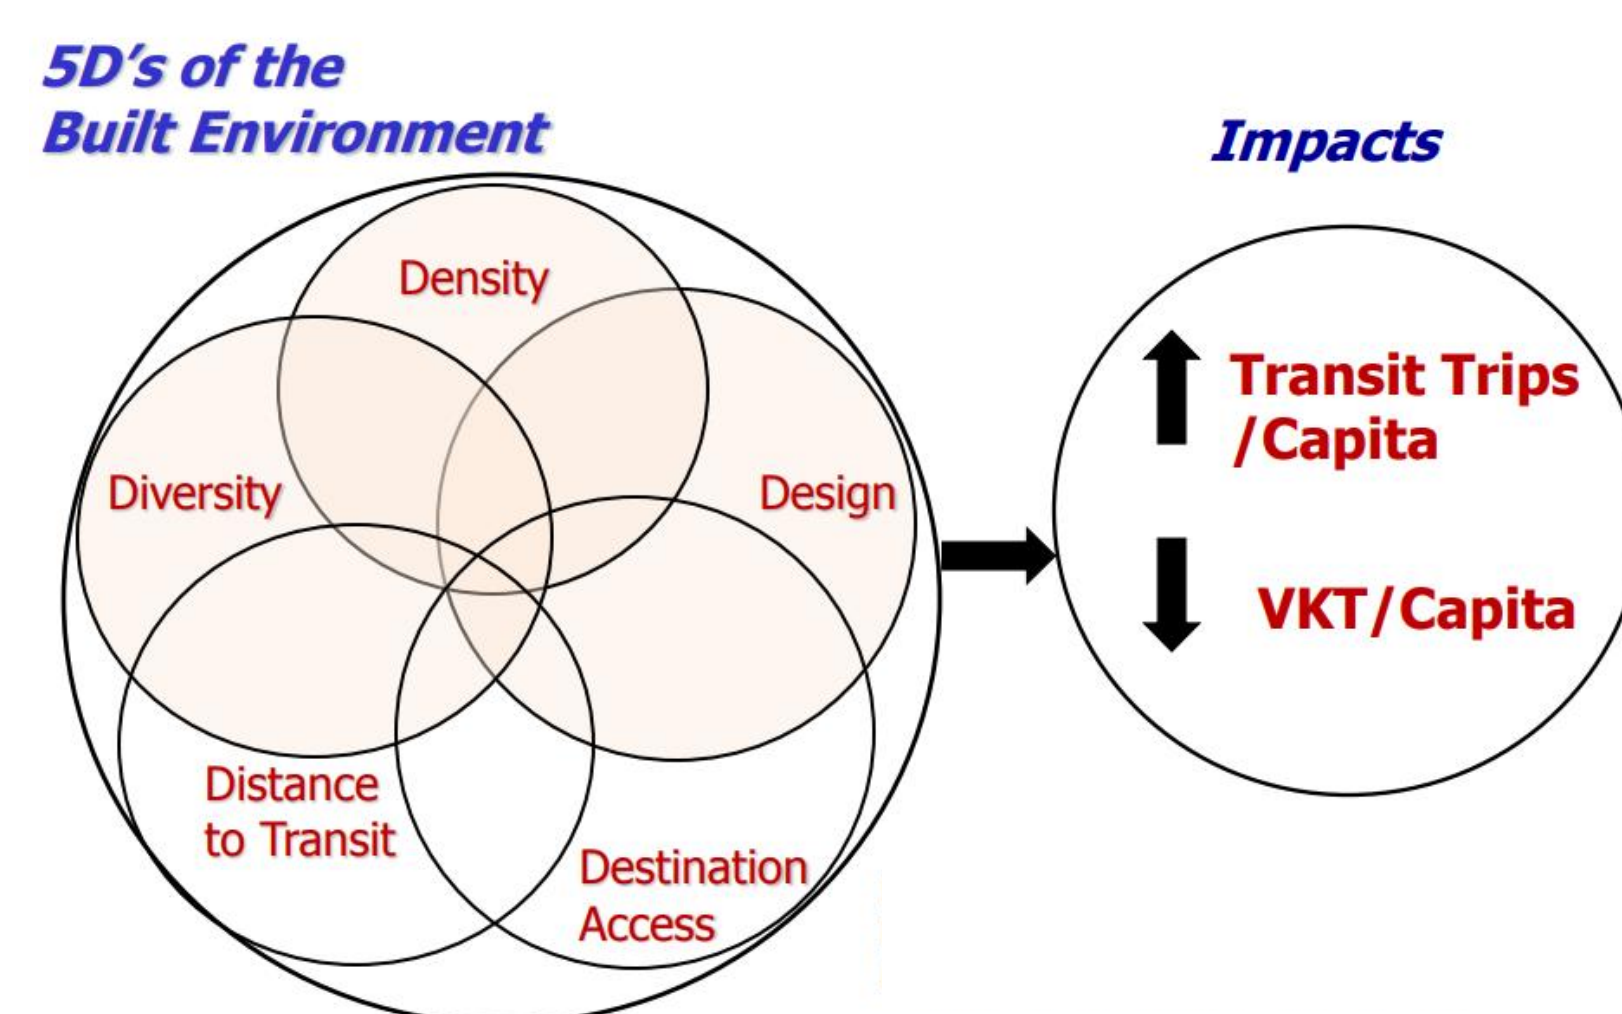 5D’s of the
Built Environment
Impacts
Density
Diversity
Design
Distance
to Transit
Destination
Access
Transit Trips
/Capita
VKT/Capita